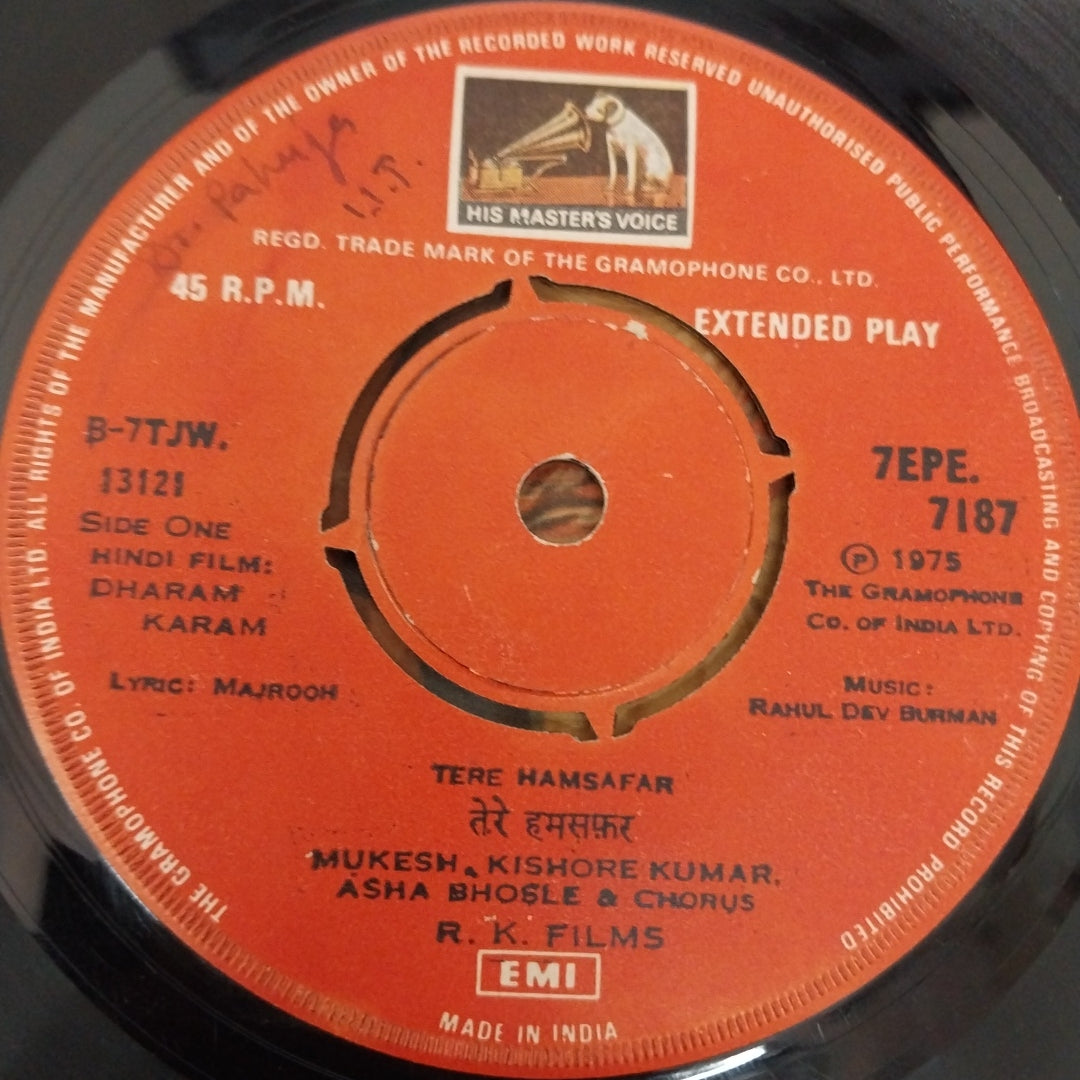 THE GRAMOPHONE CO. OF INDIA LTD. ALL RIGHTS OF THE MANUFACTURER AND OF THE OWNER OF THE RECORDED WORK RESERVED UNAUTHORISED PUBLIC PERFORMANCE BROADCASTING AND COPYING OF THIS RECORD PROHIBITED
Pahuja
I.I.T.
HIS MASTER'S VOICE
REGD. TRADE MARK OF THE GRAMOPHONE CO., LTD.
45 R.P.M.
EXTENDED PLAY
B-7TJW.
13121
SIDE ONE
HINDI FILM:
DHARAM
KARAM
LYRIC: MAJROOH
7EPE.
7187
Ⓟ 1975
THE GRAMOPHONE
CO. OF INDIA LTD.
MUSIC:
RAHUL DEV BURMAN
TERE HAMSAFAR
तेरे हमसफ़र
MUKESH, KISHORE KUMAR,
ASHA BHOSLE & CHORUS
R. K. FILMS
EMI
MADE IN INDIA